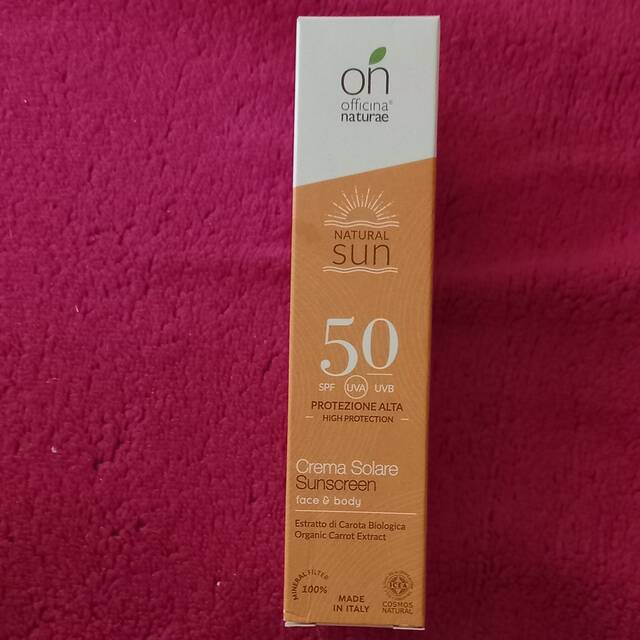 on
officina®
naturae
NATURAL
sun
50
SPF UVA UVB
PROTEZIONE ALTA
HIGH PROTECTION
Crema Solare
Sunscreen
face & body
Estratto di Carota Biologica
Organic Carrot Extract
MINERAL FILTER
100%
MADE
IN ITALY
ICEA
COSMOS
NATURAL